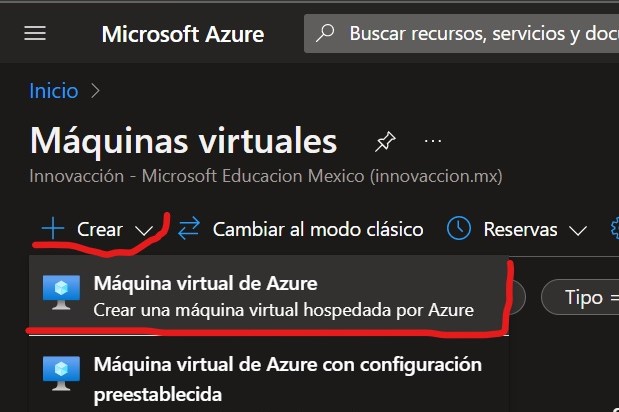 Microsoft Azure
Buscar recursos, servicios y docu
Inicio >
Máquinas virtuales ...
Innovacción - Microsoft Educacion Mexico (innovaccion.mx)
+ Crear Cambiar al modo clásico Reservas
Máquina virtual de Azure
Crear una máquina virtual hospedada por Azure
Tipo =
Máquina virtual de Azure con configuración
preestablecida